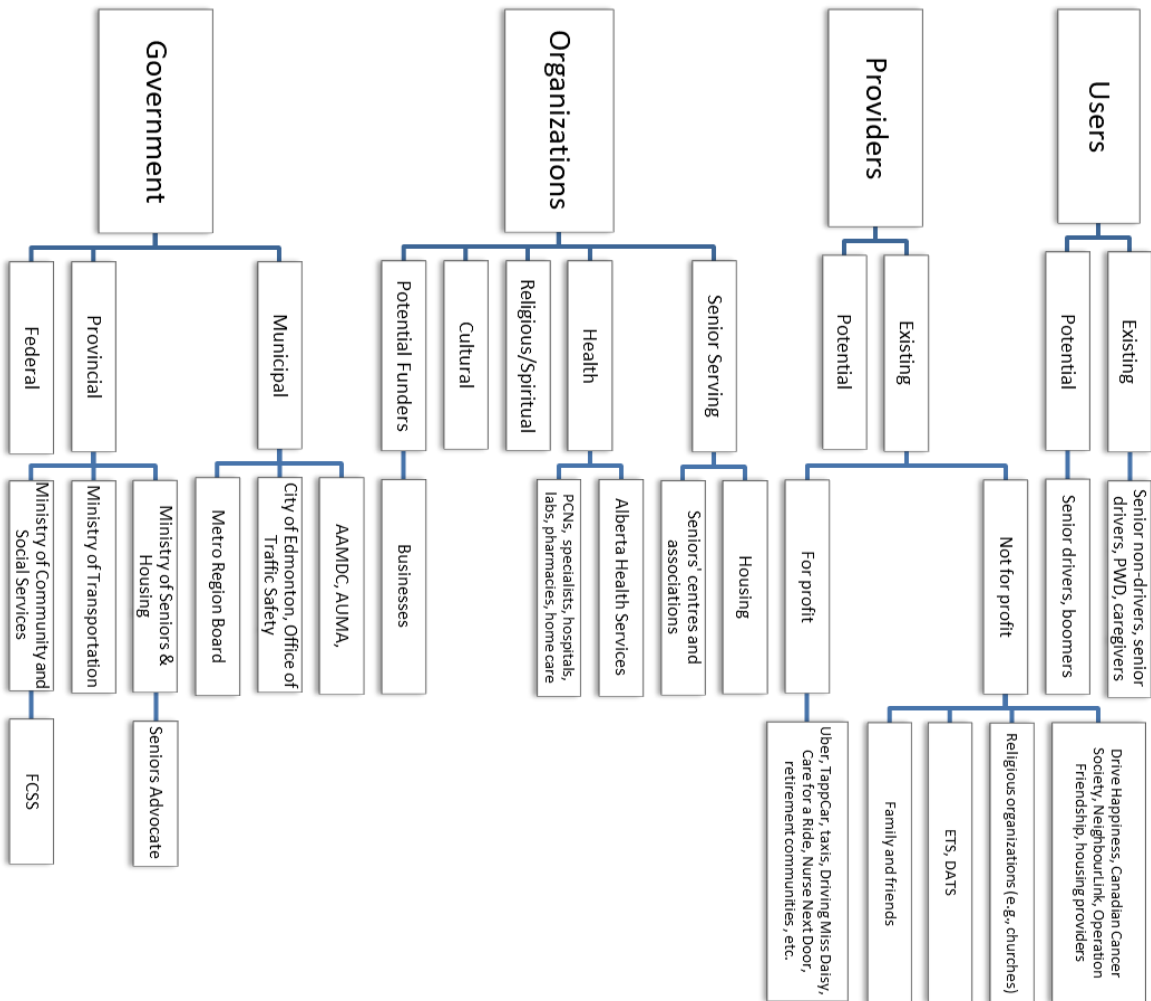 Users
Existing
Senior non-drivers, senior
drivers, PWD, caregivers
Potential
Senior drivers, boomers
Providers
Existing
Not for profit
Drive Happiness, Canadian Cancer
Society, NeighbourLink, Operation
Friendship, housing providers
Religious organizations (e.g., churches)
ETS, DATS
Family and friends
For profit
Uber, TappCar, taxis, Driving Miss Daisy,
Care for a Ride, Nurse Next Door,
retirement communities , etc.
Potential
Organizations
Senior Serving
Housing
Seniors' centres and
associations
Health
Alberta Health Services
PCNs, specialists, hospitals,
labs, pharmacies, home care
Religious/Spiritual
Cultural
Potential Funders
Businesses
Government
Municipal
AAMDC, AUMA,
City of Edmonton, Office of
Traffic Safety
Metro Region Board
Provincial
Ministry of Seniors &
Housing
Seniors Advocate
Ministry of Transportation
Ministry of Community and
Social Services
FCSS
Federal